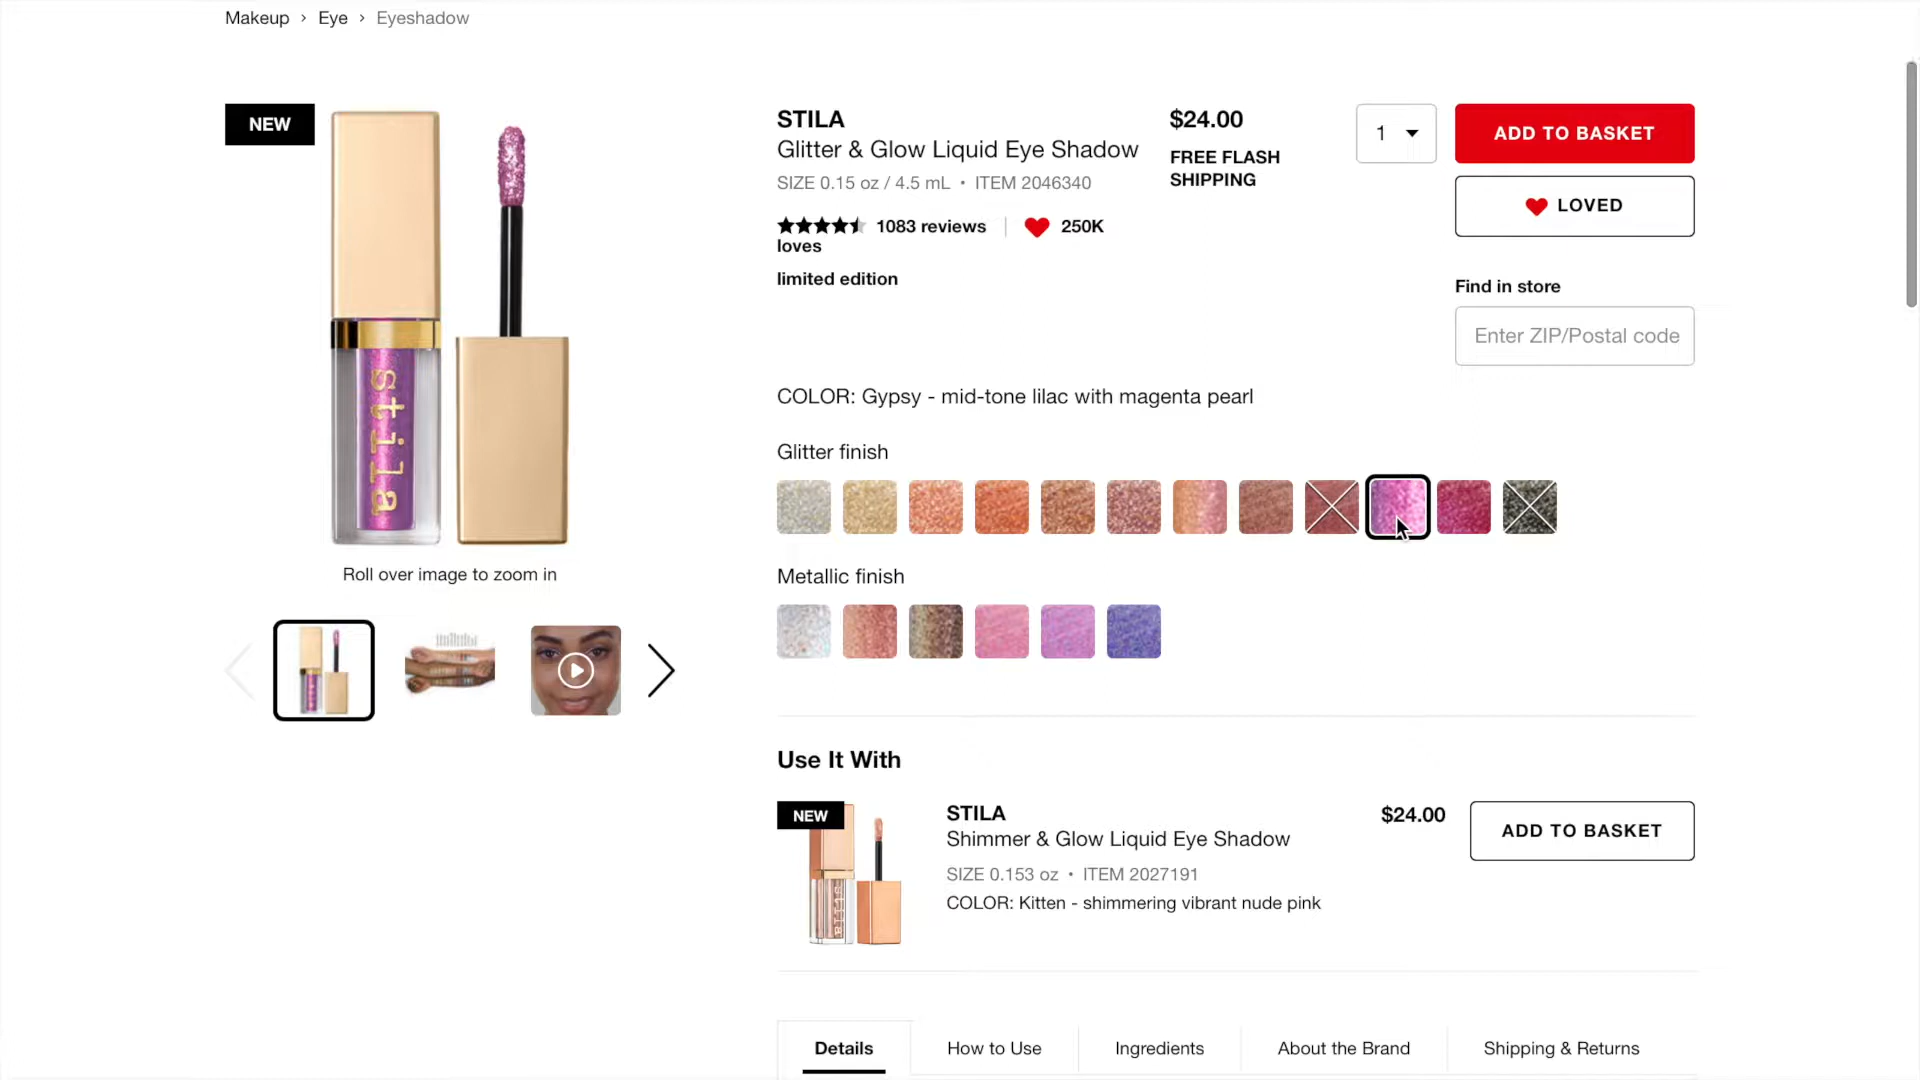 Makeup › Eye › Eyeshadow
NEW
stila
Roll over image to zoom in
STILA
Glitter & Glow Liquid Eye Shadow
SIZE 0.15 oz / 4.5 mL • ITEM 2046340
1083 reviews | 250K
loves
limited edition
$24.00
FREE FLASH
SHIPPING
1
ADD TO BASKET
LOVED
Find in store
Enter ZIP/Postal code
COLOR: Gypsy - mid-tone lilac with magenta pearl
Glitter finish
Metallic finish
Use It With
NEW
STILA
Shimmer & Glow Liquid Eye Shadow
SIZE 0.153 oz • ITEM 2027191
COLOR: Kitten - shimmering vibrant nude pink
$24.00
ADD TO BASKET
Details
How to Use
Ingredients
About the Brand
Shipping & Returns